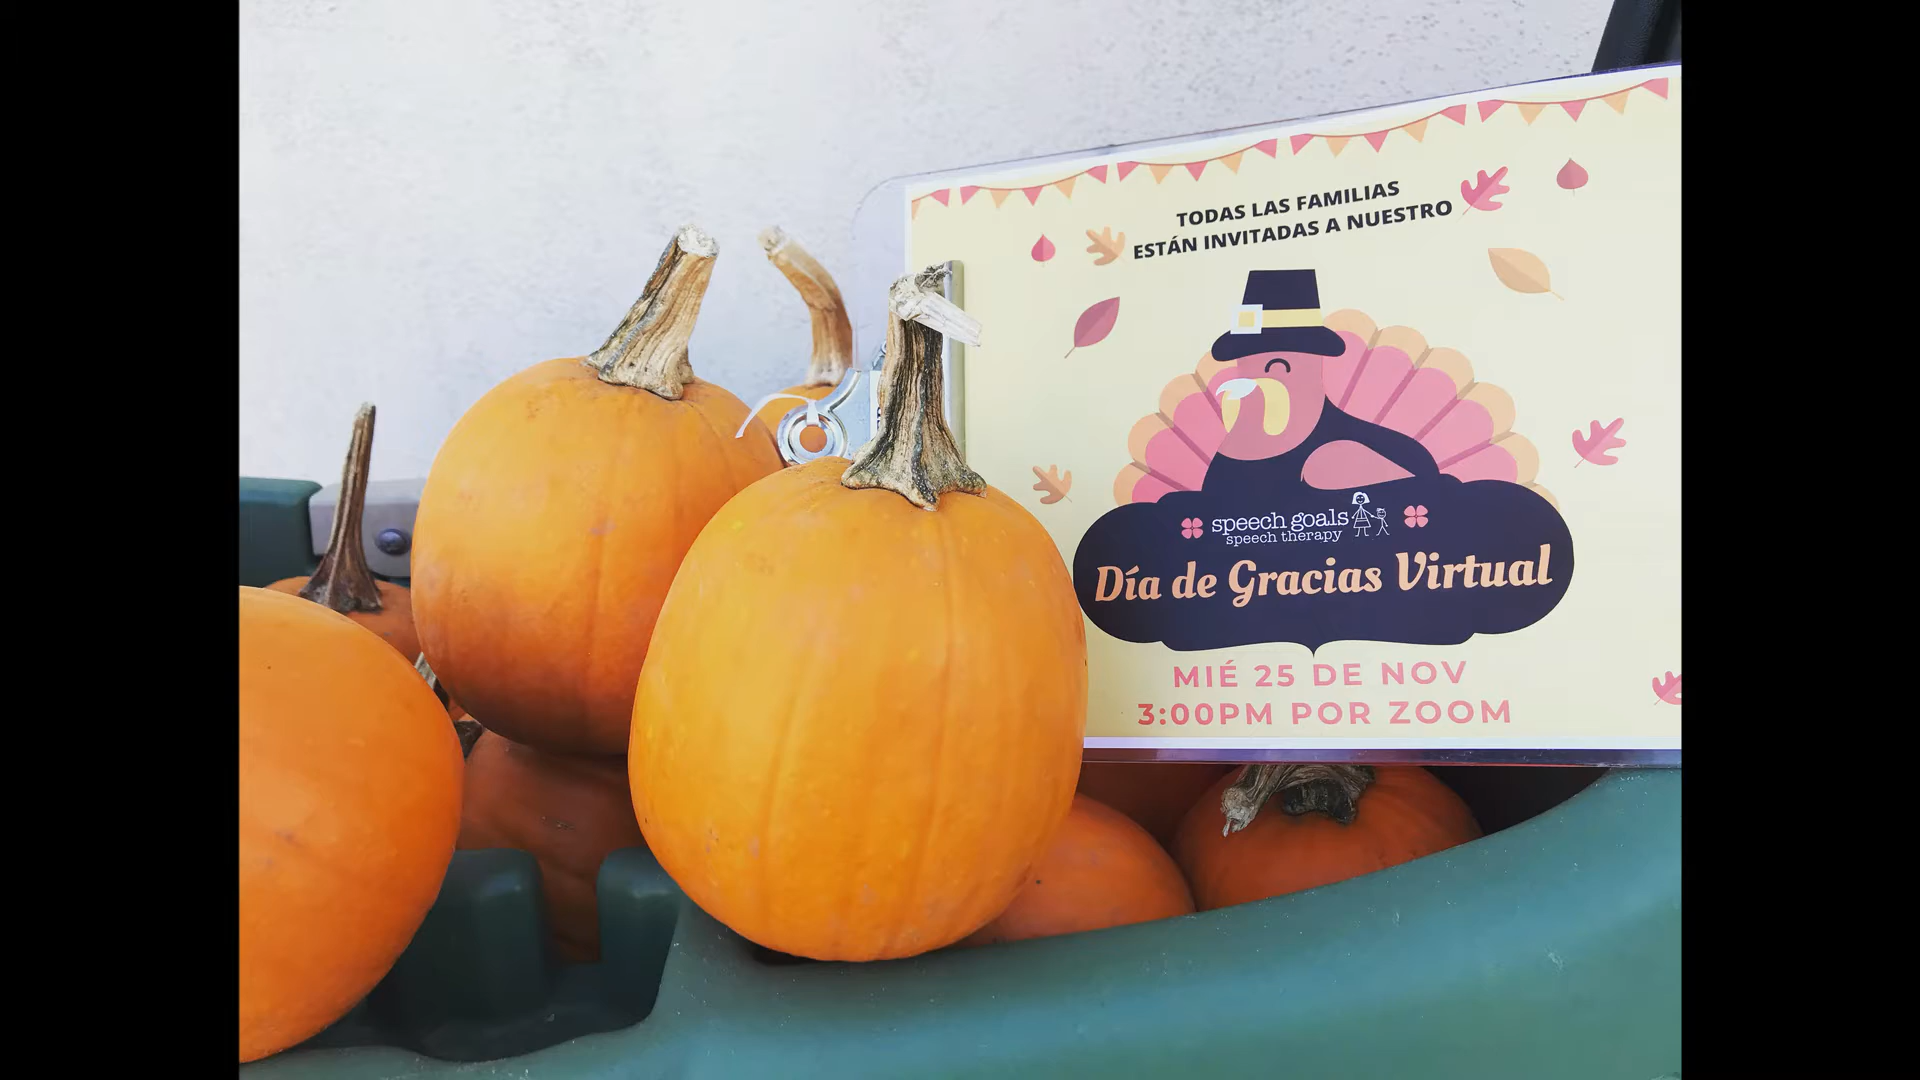 TODAS LAS FAMILIAS
ESTÁN INVITADAS A NUESTRO
speech goals
speech therapy
Día de Gracias Virtual
MIÉ 25 DE NOV
3:00PM POR ZOOM